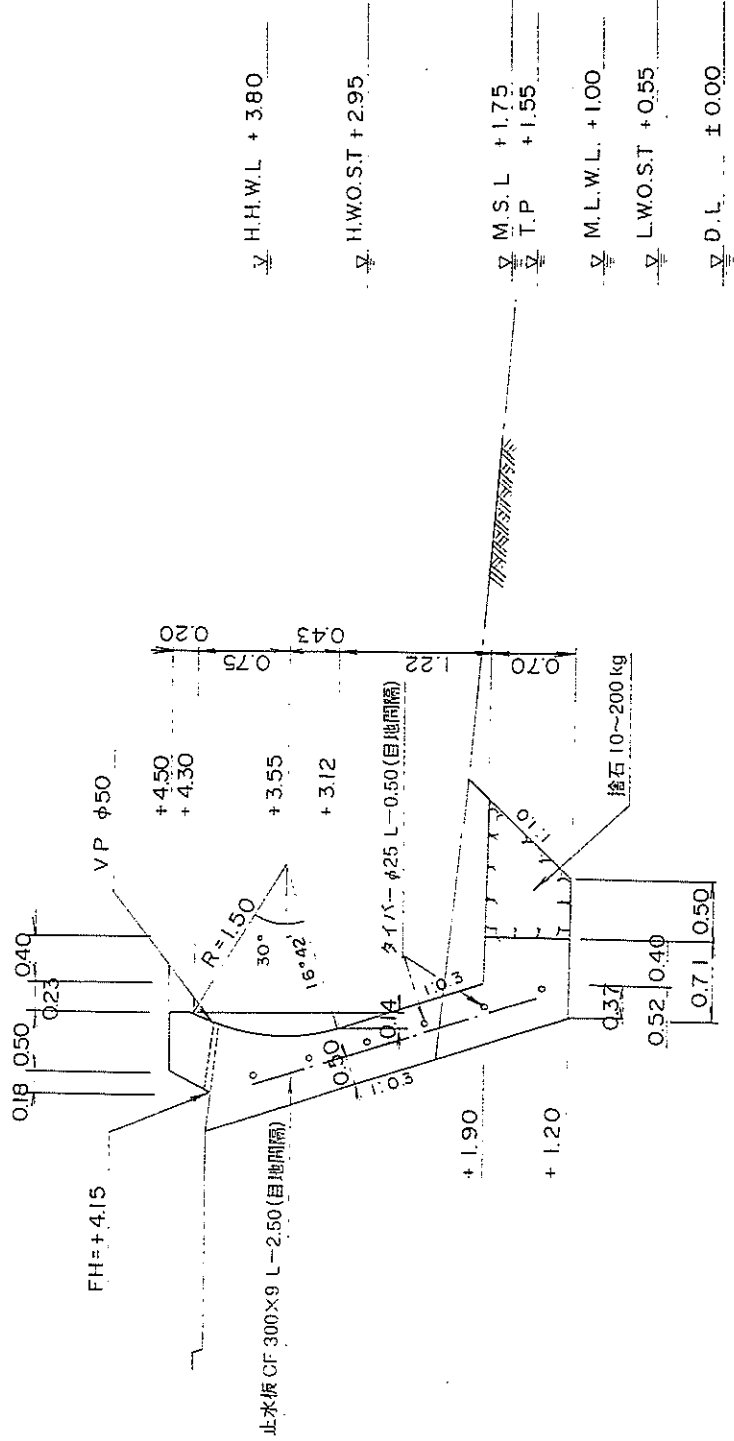 H.H.W.L + 3.80
H.W.O.S.T + 2.95
M.S.L + 1.75
T.P + 1.55
M.L.W.L. + 1.00
L.W.O.S.T + 0.55
D.L ± 0.00
VP φ50
FH=+4.15
0.18
0.50
0.23
0.40
+4.50
+4.30
+3.55
+3.12
0.20
0.75
0.43
1.22
0.70
R=1.50
30°
16°42'
タイバー φ25 L-0.50(目地間隔)
止水板 CF 300×9 L-2.50(目地間隔)
0.50
1:0.3
0.14
1:0.3
+1.90
+1.20
1:1.0
捨石 10~200kg
0.37
0.52
0.40
0.71
0.50